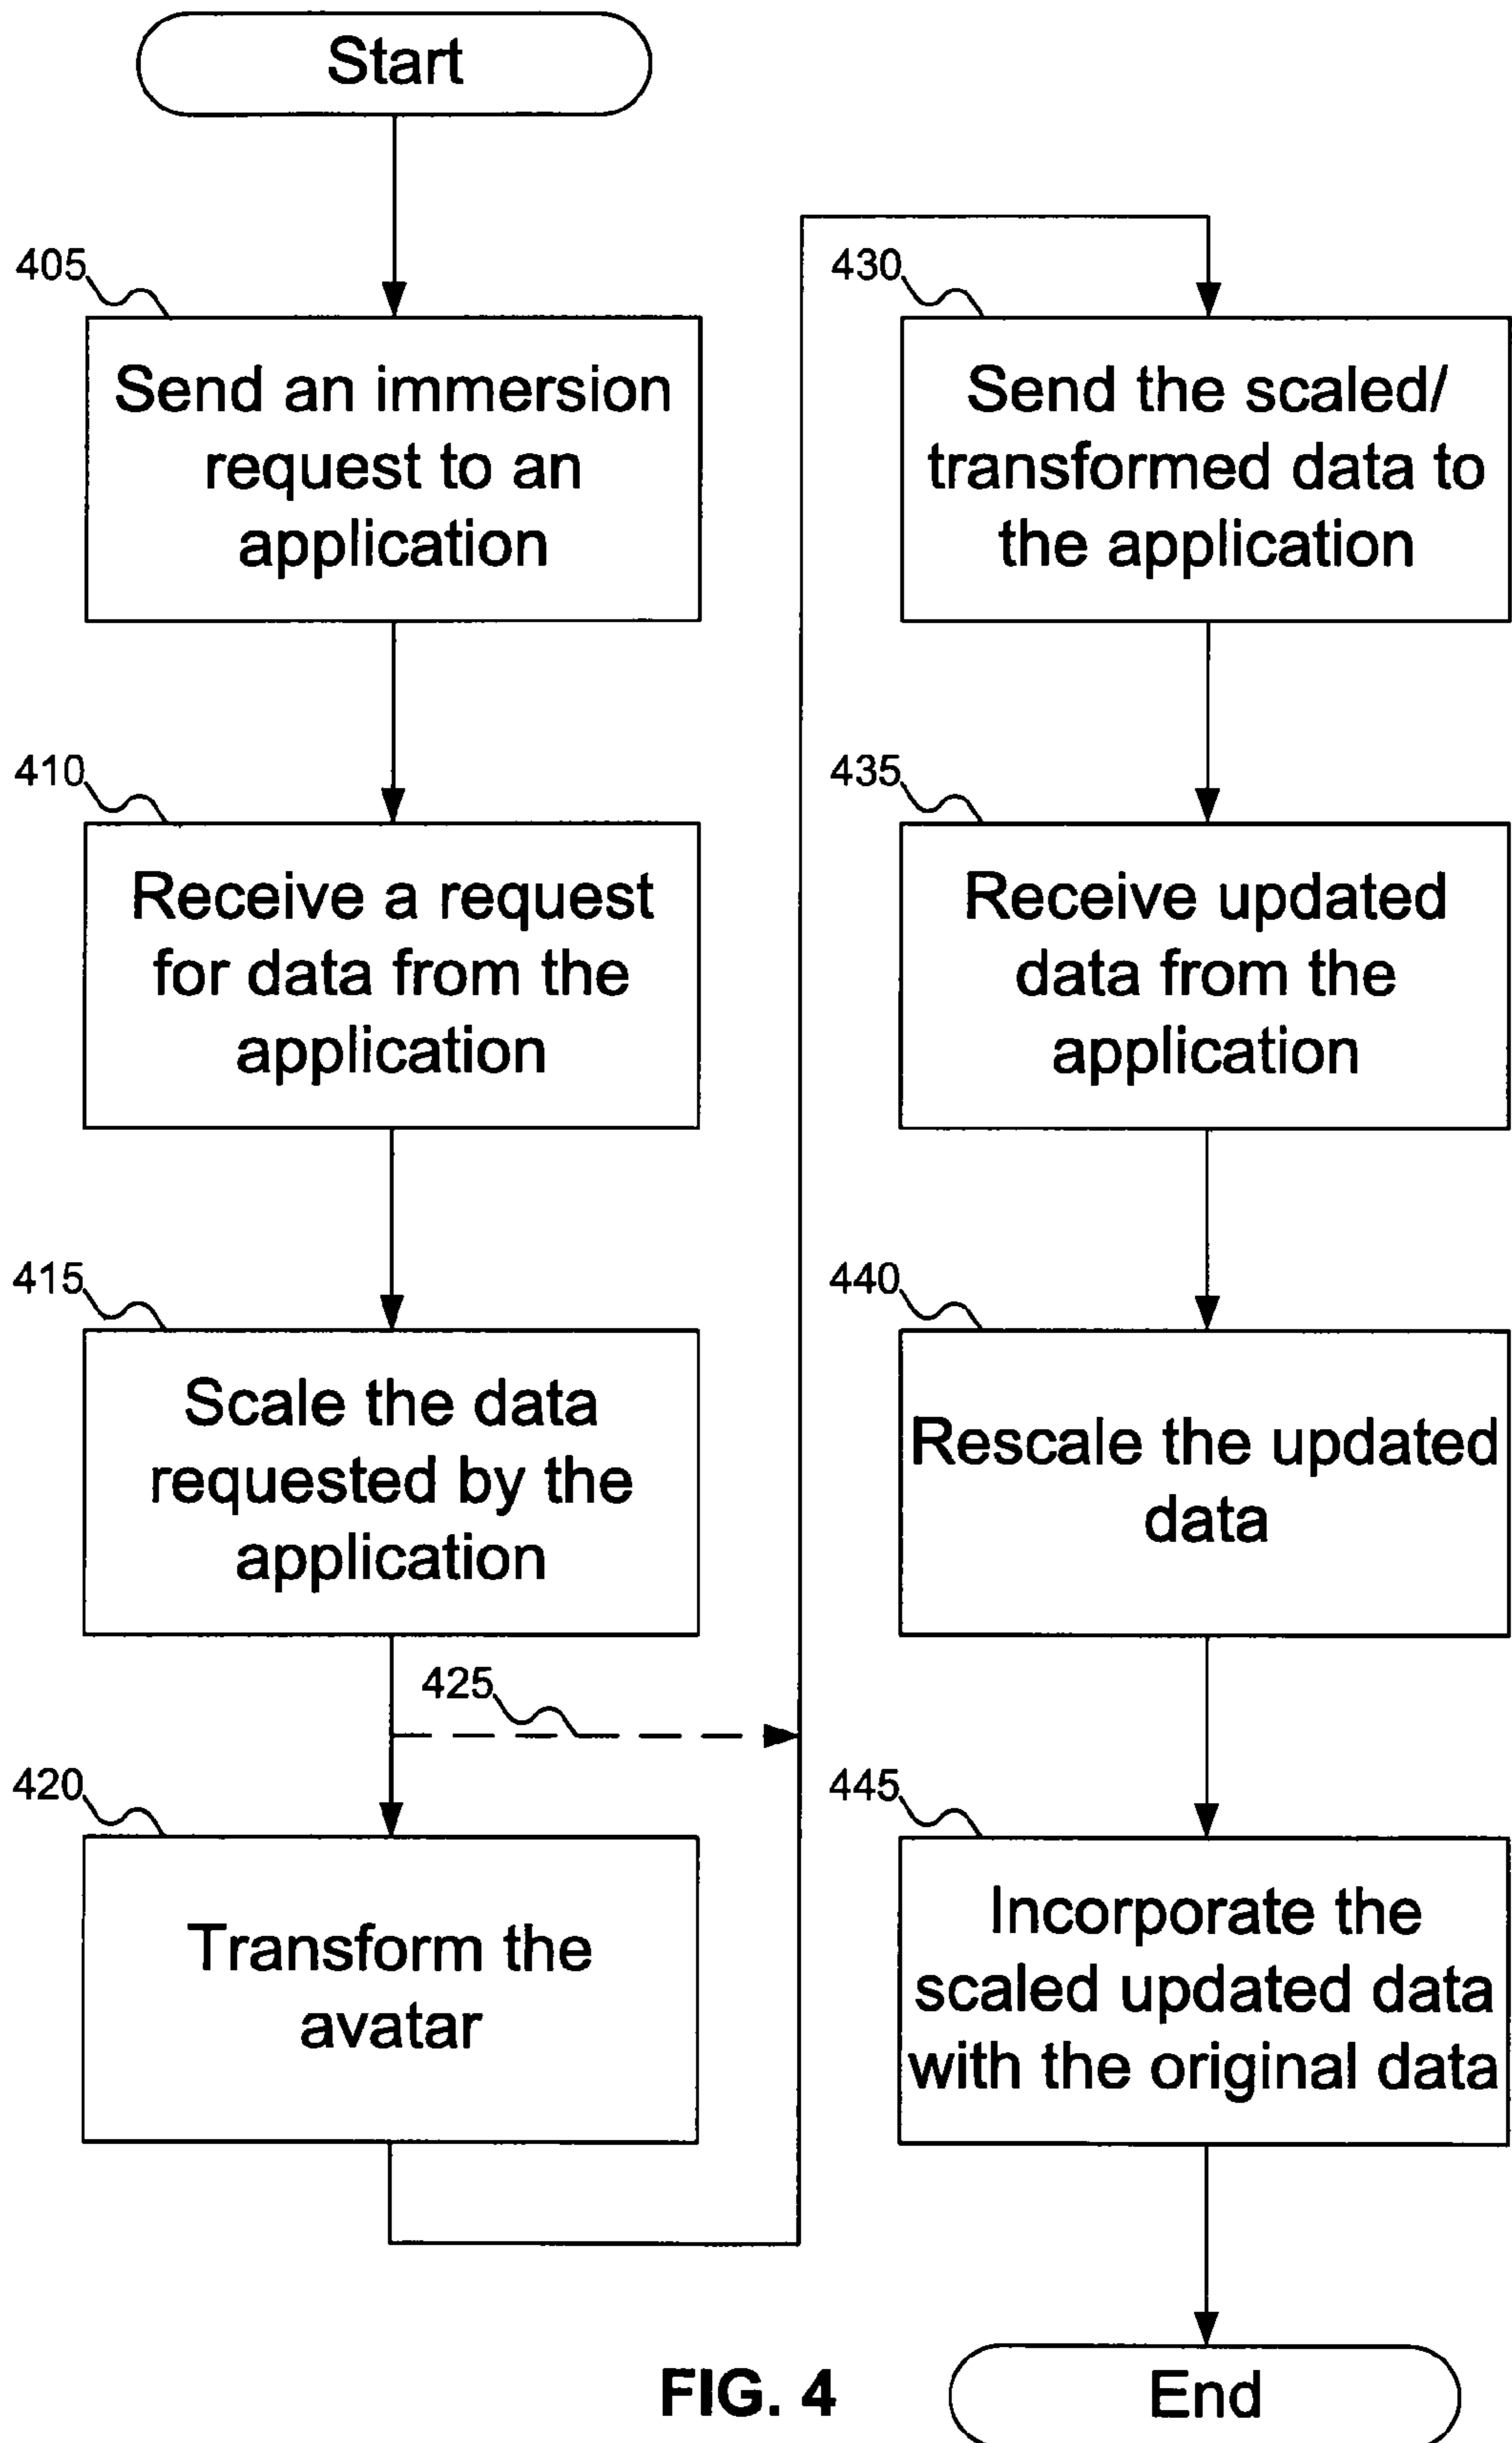 Start
405
Send an immersion
request to an
application
410
Receive a request
for data from the
application
415
Scale the data
requested by the
application
425
420
Transform the
avatar
430
Send the scaled/
transformed data to
the application
435
Receive updated
data from the
application
440
Rescale the updated
data
445
Incorporate the
scaled updated data
with the original data
End
FIG. 4